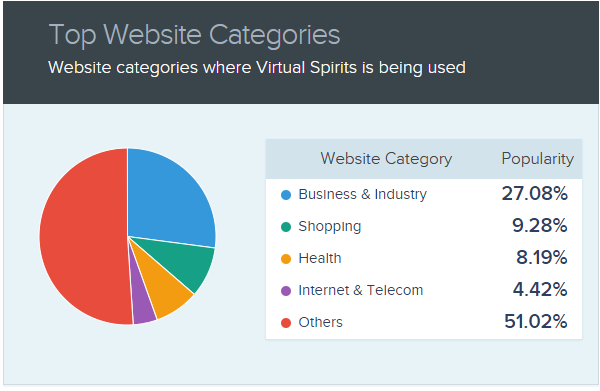 Top Website Categories
Website categories where Virtual Spirits is being used
Website Category Popularity
Business & Industry 27.08%
Shopping 9.28%
Health 8.19%
Internet & Telecom 4.42%
Others 51.02%